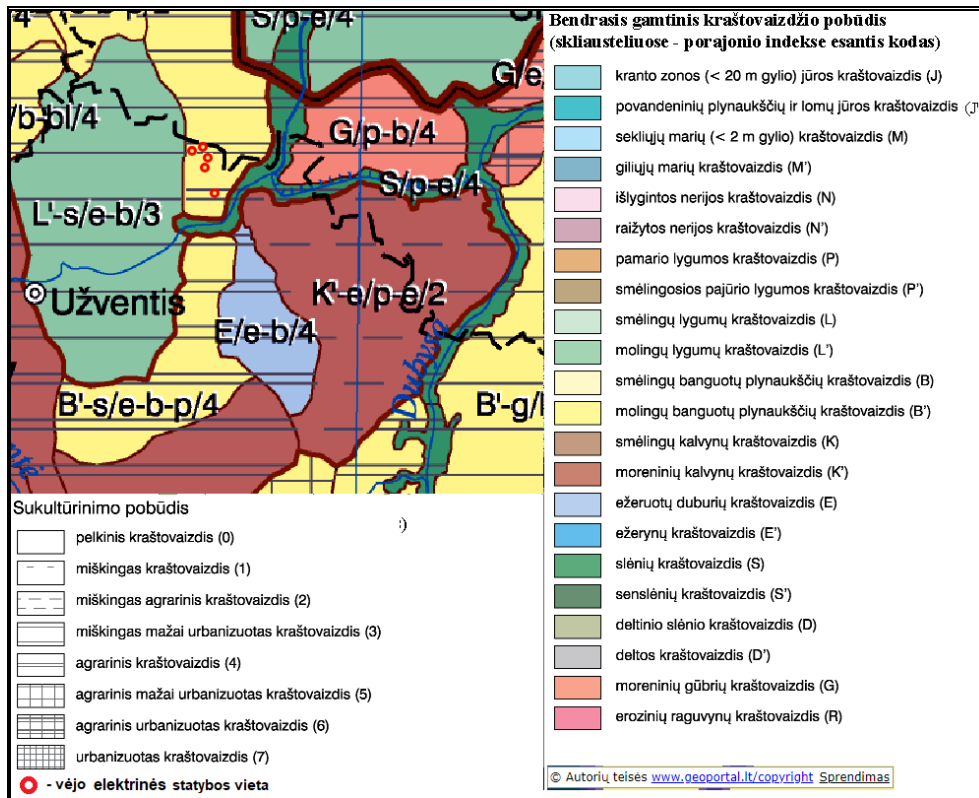 Bendrasis gamtinis kraštovaizdžio pobūdis
(skliausteliuose - porajonio indekse esantis kodas)
kranto zonos (< 20 m gylio) jūros kraštovaizdis (J)
povandeninių plynaukščių ir lomų jūros kraštovaizdis (J'
sekliųjų marių (< 2 m gylio) kraštovaizdis (M)
giliųjų marių kraštovaizdis (M')
išlygintos nerijos kraštovaizdis (N)
raižytos nerijos kraštovaizdis (N')
pamario lygumos kraštovaizdis (P)
smėlingosios pajūrio lygumos kraštovaizdis (P')
smėlingų lygumų kraštovaizdis (L)
molingų lygumų kraštovaizdis (L')
smėlingų banguotų plynaukščių kraštovaizdis (B)
molingų banguotų plynaukščių kraštovaizdis (B')
smėlingų kalvynų kraštovaizdis (K)
moreninių kalvynų kraštovaizdis (K')
ežeruotų duburių kraštovaizdis (E)
ežerynų kraštovaizdis (E')
slėnių kraštovaizdis (S)
senslėnių kraštovaizdis (S')
deltinio slėnio kraštovaizdis (D)
deltos kraštovaizdis (D')
moreninių gūbrių kraštovaizdis (G)
erozinių raguvynų kraštovaizdis (R)
© Autorių teisės www.geoportal.lt/copyright Sprendimas
S/p-e/4
G/e
/b-bl/4
G/p-b/4
S/p-e/4
L'-s/e-b/3
Užventis
K'-e/p-e/2
E/e-b/4
Dubysa
B'-s/e-b-p/4
B'-g/
Sukultūrinimo pobūdis
:)
pelkinis kraštovaizdis (0)
miškingas kraštovaizdis (1)
miškingas agrarinis kraštovaizdis (2)
miškingas mažai urbanizuotas kraštovaizdis (3)
agrarinis kraštovaizdis (4)
agrarinis mažai urbanizuotas kraštovaizdis (5)
agrarinis urbanizuotas kraštovaizdis (6)
urbanizuotas kraštovaizdis (7)
- vėjo elektrinės statybos vieta